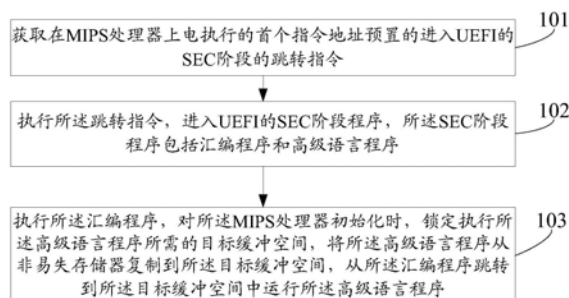 获取在MIPS处理器上电执行的首个指令地址预置的进入UEFI的
SEC阶段的跳转指令
101
执行所述跳转指令，进入UEFI的SEC阶段程序，所述SEC阶段
程序包括汇编程序和高级语言程序
102
执行所述汇编程序，对所述MIPS处理器初始化时，锁定执行所
述高级语言程序所需的目标缓冲空间，将所述高级语言程序从
非易失存储器复制到所述目标缓冲空间，从所述汇编程序跳转
到所述目标缓冲空间中运行所述高级语言程序
103